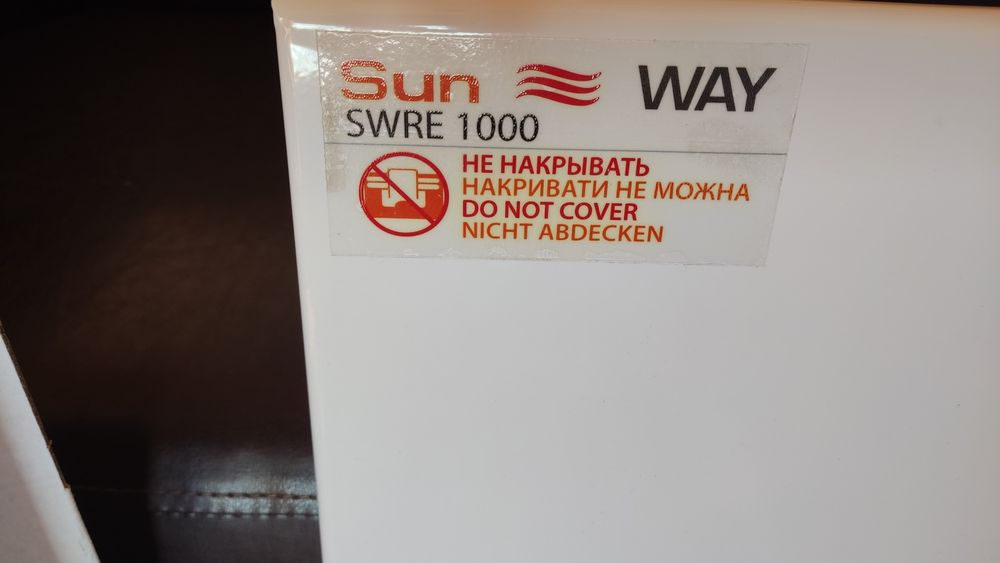 Sun WAY
SWRE 1000
НЕ НАКРЫВАТЬ
НАКРИВАТИ НЕ МОЖНА
DO NOT COVER
NICHT ABDECKEN